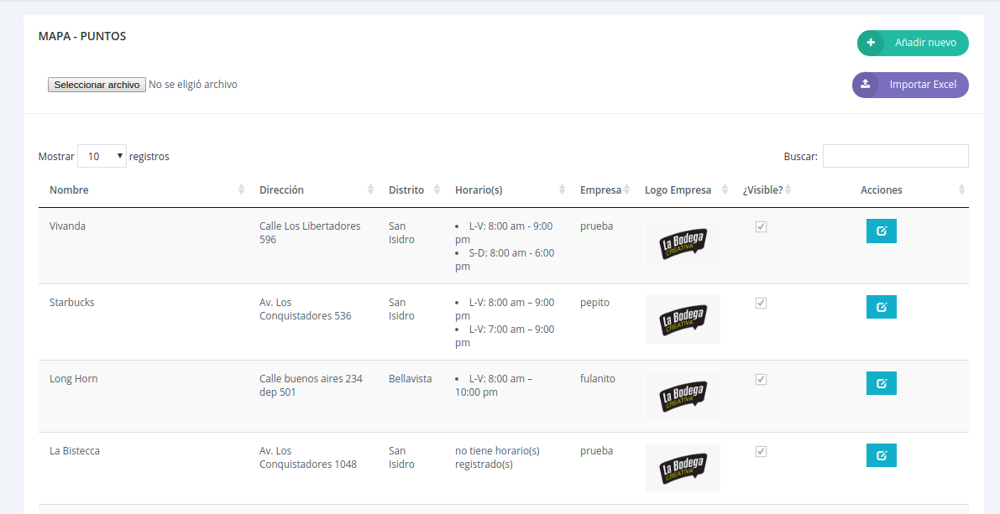 MAPA - PUNTOS
Añadir nuevo
Seleccionar archivo No se eligió archivo
Importar Excel
Mostrar 10 registros
Buscar:
Nombre Dirección Distrito Horario(s) Empresa Logo Empresa ¿Visible? Acciones
Vivanda
Calle Los Libertadores
596
San
Isidro
• L-V: 8:00 am - 9:00
pm
• S-D: 8:00 am - 6:00
pm
prueba
La Bodega
CREATIVA
Starbucks
Av. Los
Conquistadores 536
San
Isidro
• L-V: 8:00 am – 9:00
pm
• L-V: 7:00 am – 9:00
pm
pepito
La Bodega
CREATIVA
Long Horn
Calle buenos aires 234
dep 501
Bellavista
• L-V: 8:00 am –
10:00 pm
fulanito
La Bodega
CREATIVA
La Bistecca
Av. Los
Conquistadores 1048
San
Isidro
no tiene horario(s)
registrado(s)
prueba
La Bodega
CREATIVA